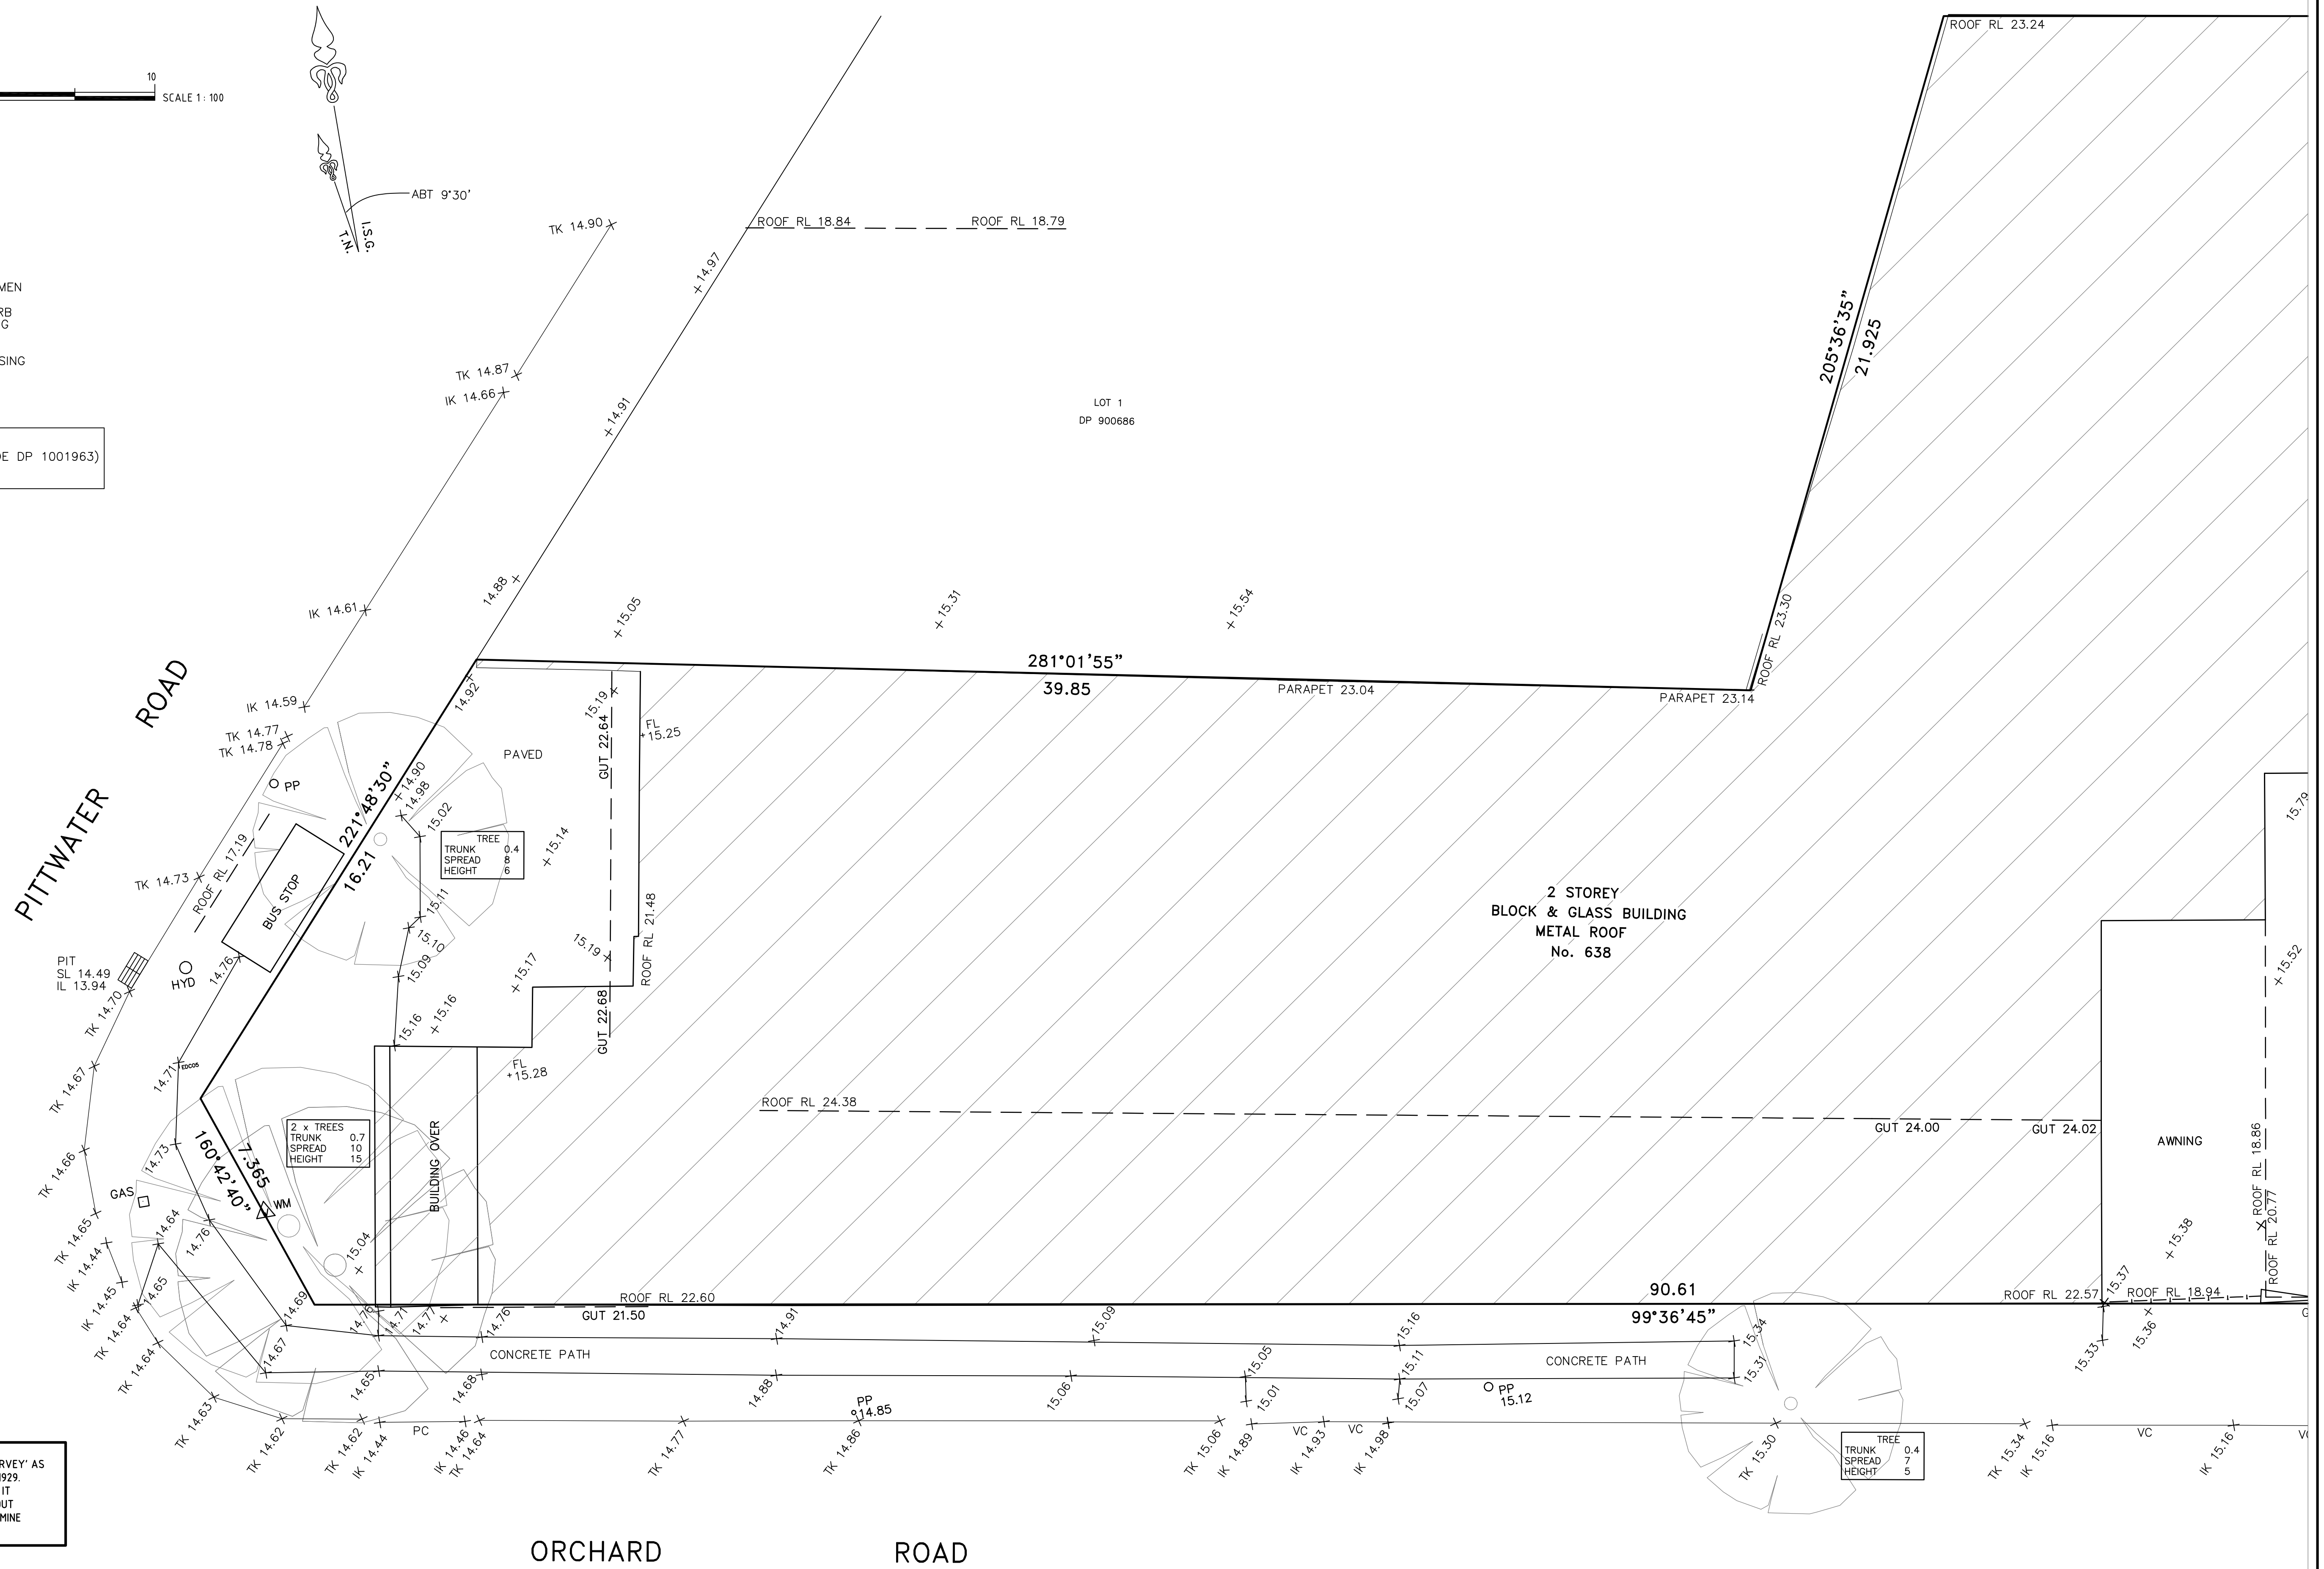 ROOF RL 23.24
10
SCALE 1 : 100
ABT 9°30'
T.N.
I.S.G.
TK 14.90
ROOF RL 18.84
ROOF RL 18.79
14.97
MEN
RB
G
SING
TK 14.87
IK 14.66
14.91
LOT 1
DP 900686
205°36'35"
21.925
DE DP 1001963)
14.88
IK 14.61
15.05
15.31
15.54
ROOF RL 23.30
281°01'55"
39.85
PARAPET 23.04
PARAPET 23.14
PITTWATER ROAD
IK 14.59
TK 14.77
TK 14.78
14.92
15.19
GUT 22.64
FL
15.25
PAVED
PP
14.90
14.98
15.02
221°48'30"
16.21
TREE
TRUNK 0.4
SPREAD 8
HEIGHT 6
15.14
15.79
ROOF RL 17.19
BUS STOP
TK 14.73
15.11
15.10
15.09
15.19
ROOF RL 21.48
2 STOREY
BLOCK & GLASS BUILDING
METAL ROOF
No. 638
PIT
SL 14.49
IL 13.94
HYD
14.76
TK 14.70
15.17
15.16
15.16
GUT 22.68
15.52
14.71
EDCOS
TK 14.67
FL
15.28
ROOF RL 24.38
GUT 24.00
GUT 24.02
AWNING
ROOF RL 18.86
ROOF RL 20.77
2 x TREES
TRUNK 0.7
SPREAD 10
HEIGHT 15
BUILDING OVER
14.73
TK 14.66
160°42'40"
7.365
WM
GAS
14.64
14.76
15.04
TK 14.65
IK 14.44
IK 14.45
14.65
TK 14.64
14.69
14.76
14.71
14.77
14.76
ROOF RL 22.60
GUT 21.50
90.61
99°36'45"
ROOF RL 22.57
ROOF RL 18.94
15.37
15.38
15.36
15.33
14.91
15.09
15.16
15.34
CONCRETE PATH
CONCRETE PATH
TK 14.64
14.67
14.65
14.68
14.88
15.06
15.05
15.01
15.11
15.07
15.31
PP
14.85
PP
15.12
TK 14.63
TK 14.62
TK 14.62
IK 14.44
PC
IK 14.46
TK 14.64
TK 14.77
TK 14.86
TK 15.06
IK 14.89
VC
IK 14.93
VC
IK 14.98
TK 15.30
TREE
TRUNK 0.4
SPREAD 7
HEIGHT 5
TK 15.34
IK 15.16
VC
IK 15.16
RVEY' AS
1929.
IT
OUT
MINE
ORCHARD ROAD